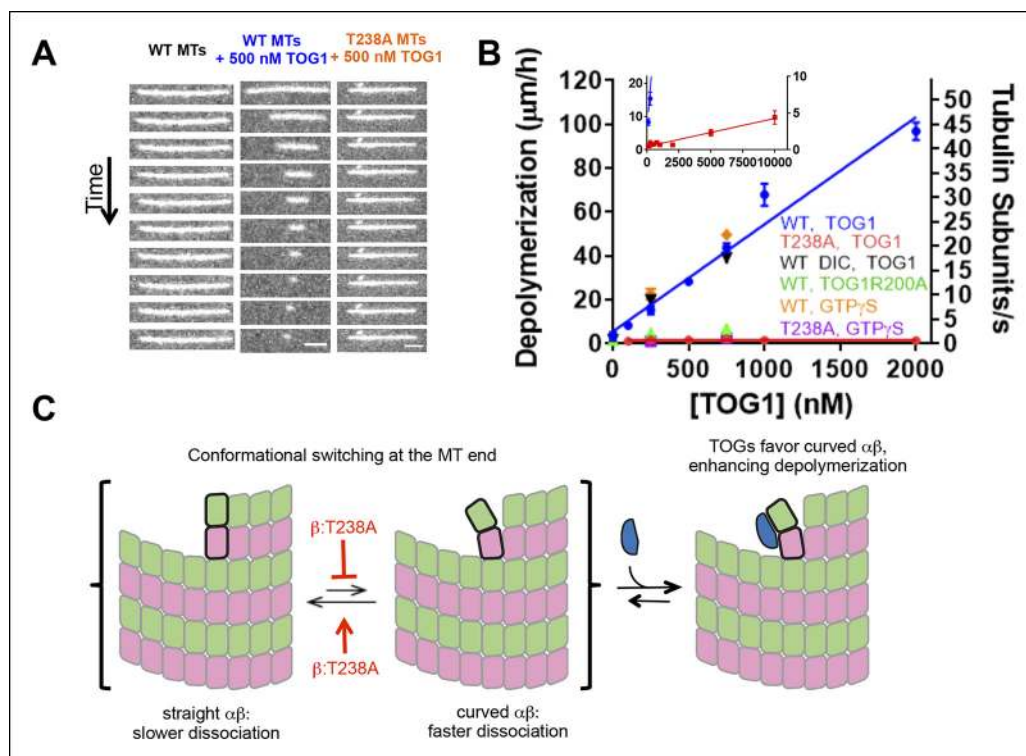 A
WT MTs
WT MTs
+ 500 nM TOG1
T238A MTs
+ 500 nM TOG1
Time
B
Depolymerization (µm/h)
120
100
80
60
40
20
0
20
10
0
10
5
0
0
2500
5000
7500
10000
50
45
40
35
30
25
20
15
10
5
0
Tubulin Subunits/s
WT, TOG1
T238A, TOG1
WT DIC, TOG1
WT, TOG1R200A
WT, GTPγS
T238A, GTPγS
0
500
1000
1500
2000
[TOG1] (nM)
C
Conformational switching at the MT end
TOGs favor curved αβ,
enhancing depolymerization
β:T238A
β:T238A
straight αβ:
slower dissociation
curved αβ:
faster dissociation